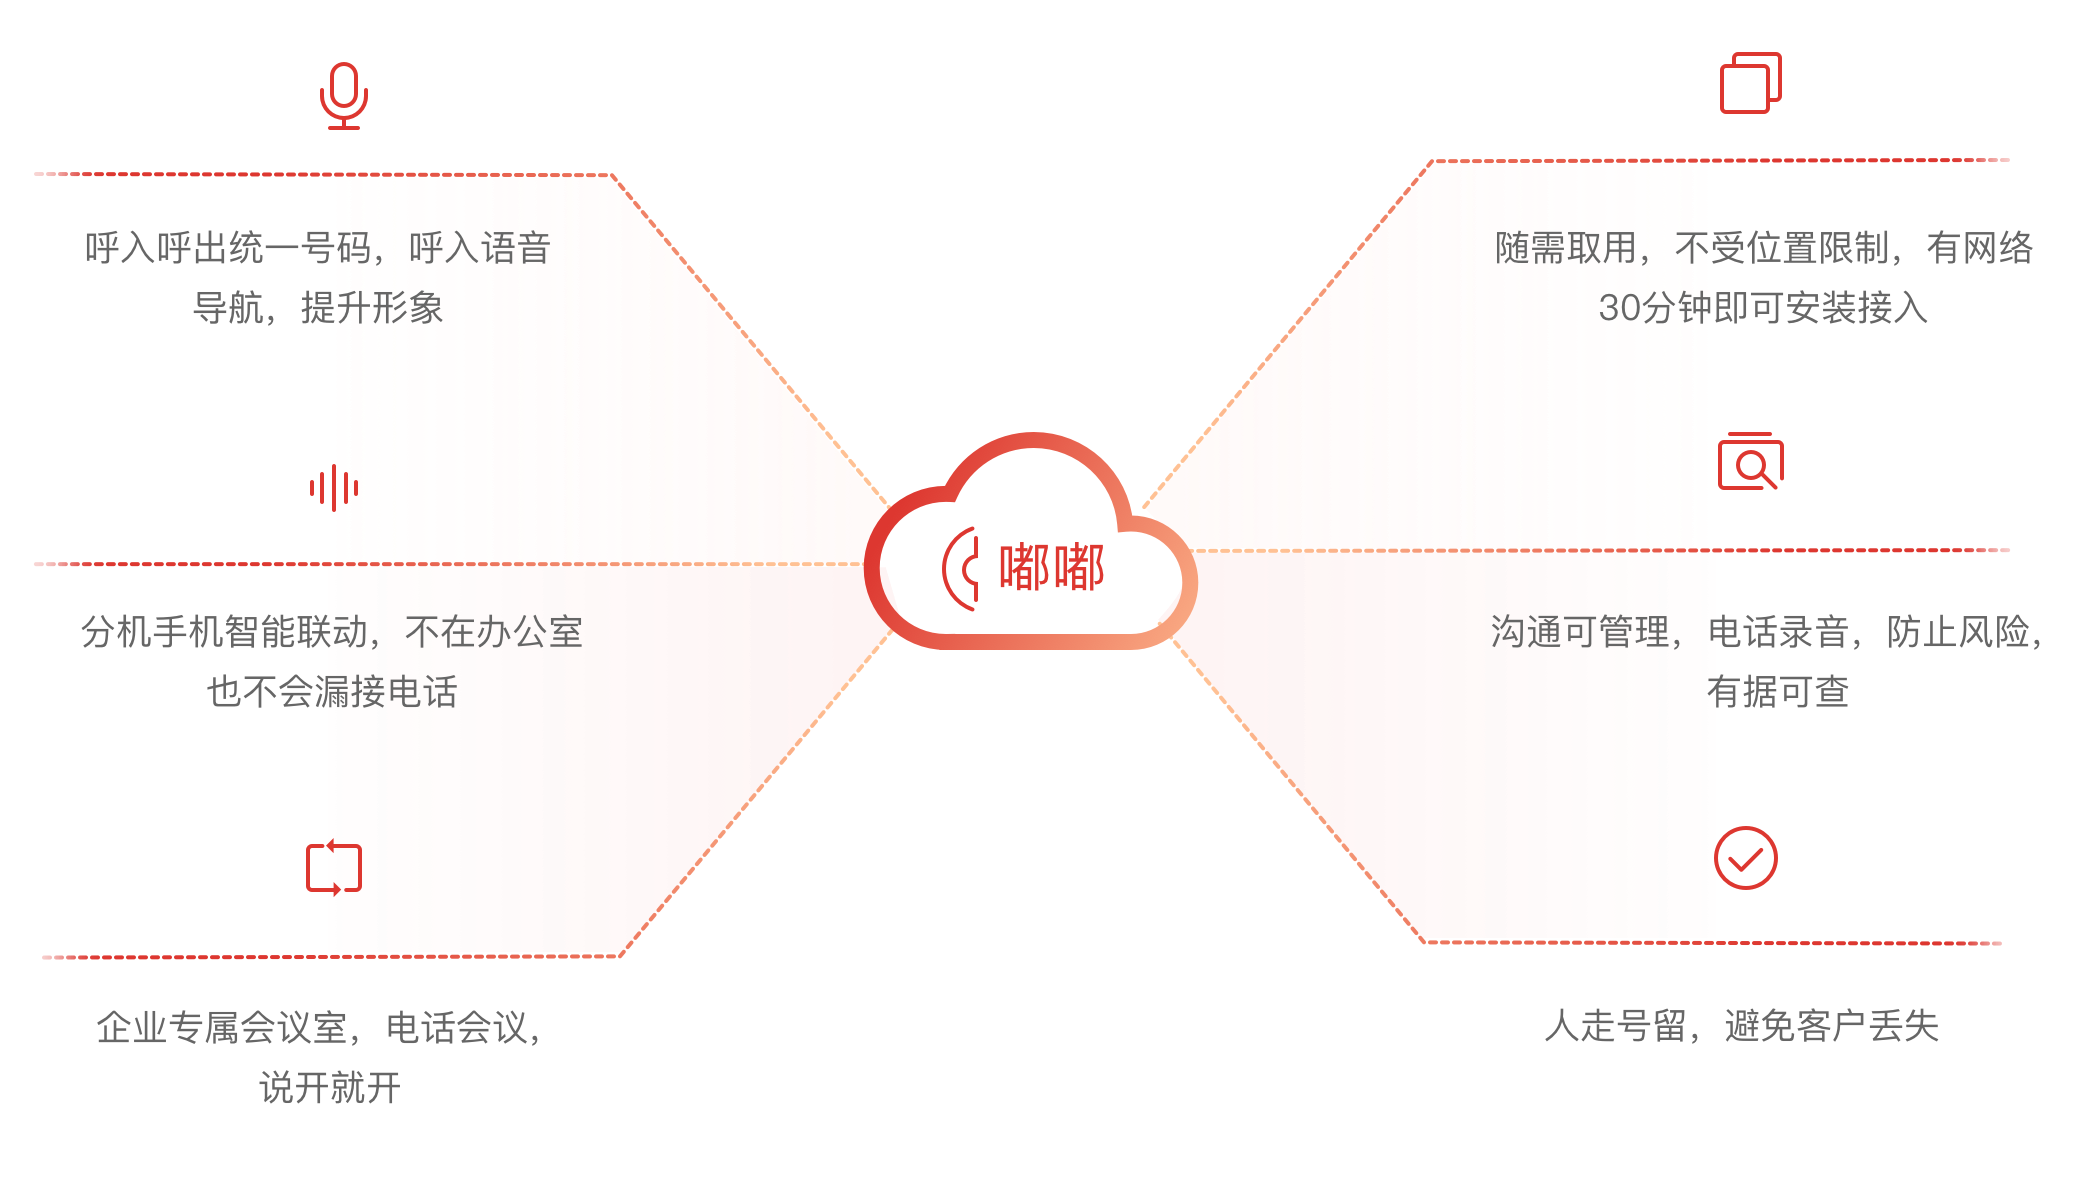 呼入呼出统一号码，呼入语音
导航，提升形象
分机手机智能联动，不在办公室
也不会漏接电话
企业专属会议室，电话会议，
说开就开
嘟嘟
随需取用，不受位置限制，有网络
30分钟即可安装接入
沟通可管理，电话录音，防止风险，
有据可查
人走号留，避免客户丢失